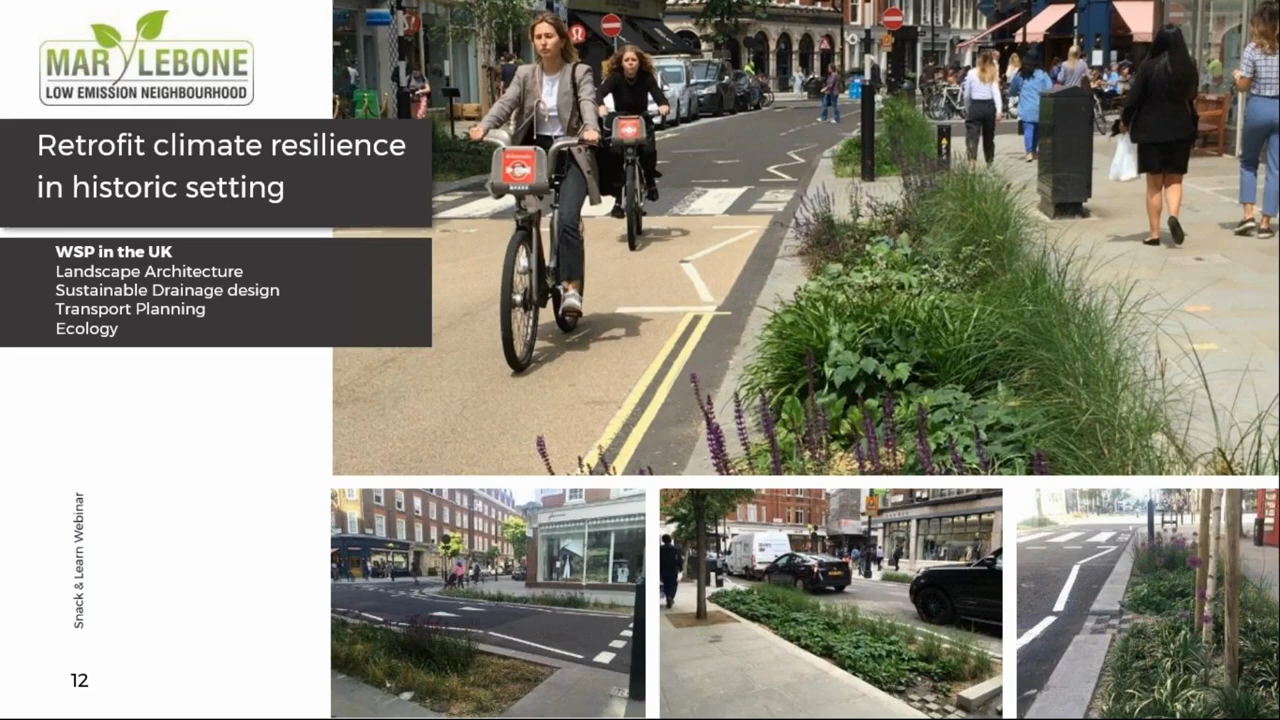 MARYLEBONE
LOW EMISSION NEIGHBOURHOOD
Retrofit climate resilience
in historic setting
WSP in the UK
Landscape Architecture
Sustainable Drainage design
Transport Planning
Ecology
Snack & Learn Webinar
12